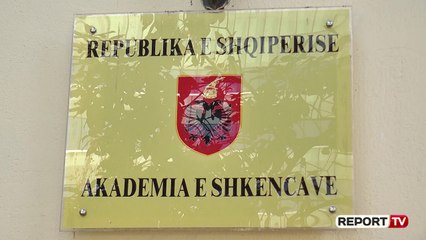 REPUBLIKA E SHQIPERISE
AKADEMIA E SHKENCAVE
REPORT TV